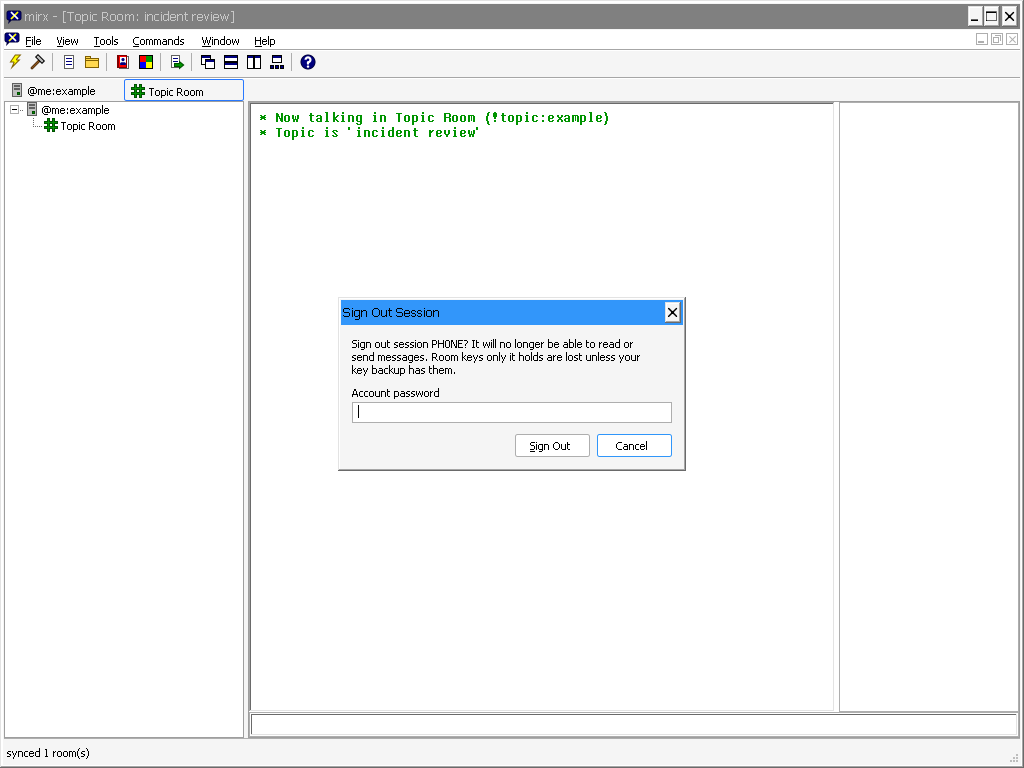 mirx - [Topic Room: incident review]
File View Tools Commands Window Help
@me:example
Topic Room
@me:example
Topic Room
* Now talking in Topic Room (!topic:example)
* Topic is 'incident review'
Sign Out Session
Sign out session PHONE? It will no longer be able to read or
send messages. Room keys only it holds are lost unless your
key backup has them.
Account password
Sign Out
Cancel
synced 1 room(s)